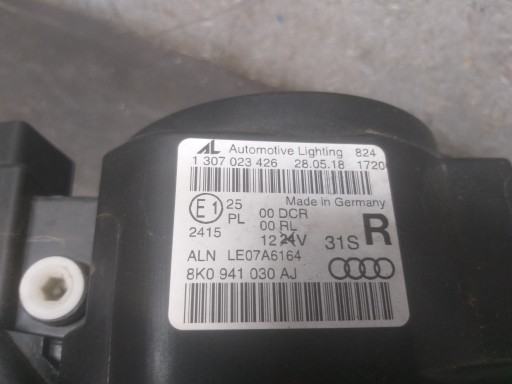 AL Automotive Lighting 824
1 307 023 426 28.05.18 1720
Made in Germany
E1 25 00 DCR
PL 00 RL
2415 12 24V 31S R
ALN LE07A6164
8K0 941 030 AJ